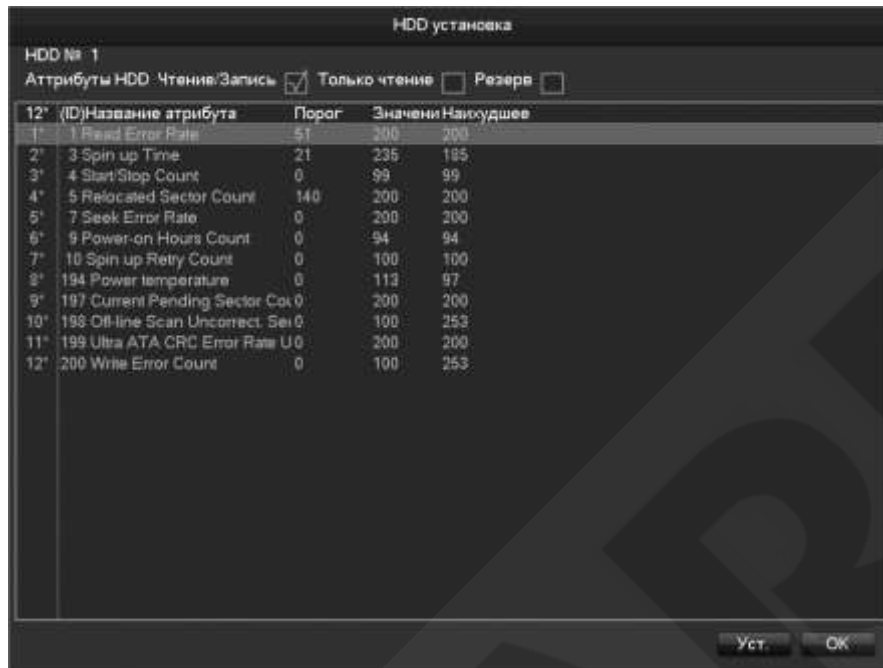 HDD установка
HDD № 1
Аттрибуты HDD Чтение/Запись Только чтение Резерв
12* (ID)Название атрибута Порог Значени Наихудшее
1* 1 Read Error Rate 51 200 200
2* 3 Spin up Time 21 235 185
3* 4 Start/Stop Count 0 99 99
4* 5 Relocated Sector Count 140 200 200
5* 7 Seek Error Rate 0 200 200
6* 9 Power-on Hours Count 0 94 94
7* 10 Spin up Retry Count 0 100 100
8* 194 Power temperature 0 113 97
9* 197 Current Pending Sector Cou 0 200 200
10* 198 Off-line Scan Uncorrect. Sec 0 100 253
11* 199 Ultra ATA CRC Error Rate U 0 200 200
12* 200 Write Error Count 0 100 253
Уст. OK